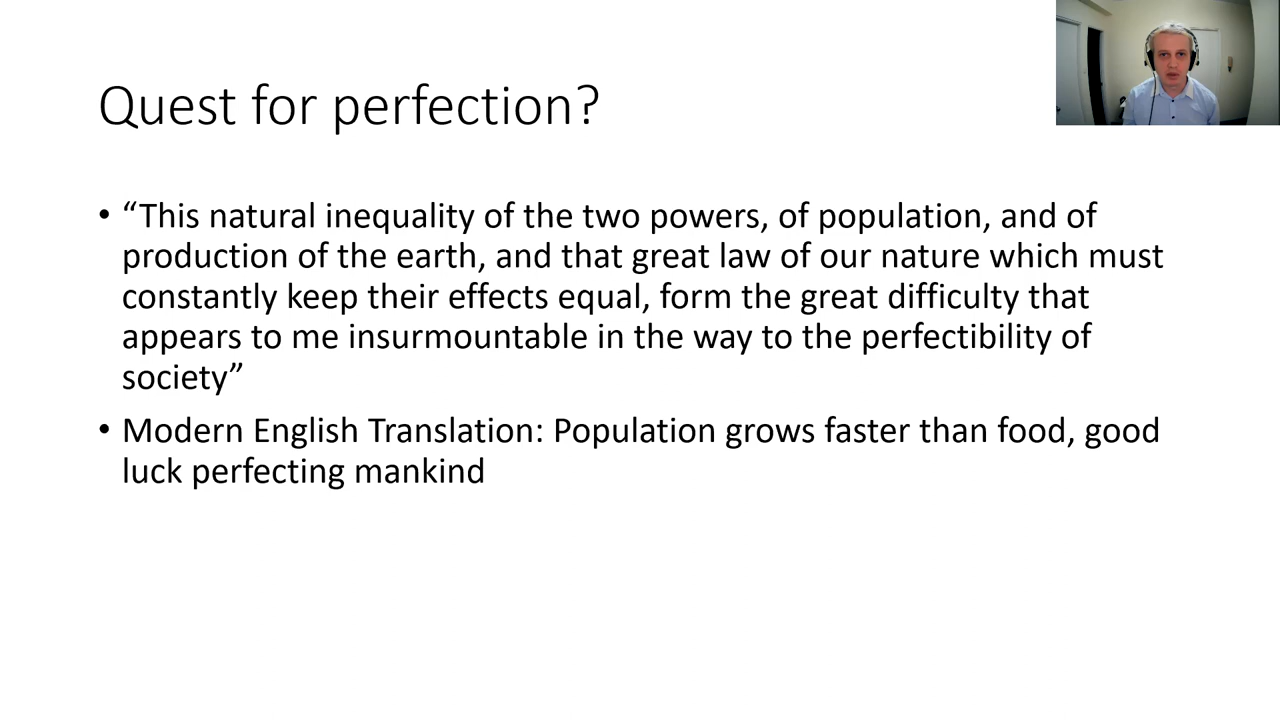 Quest for perfection?
• “This natural inequality of the two powers, of population, and of
production of the earth, and that great law of our nature which must
constantly keep their effects equal, form the great difficulty that
appears to me insurmountable in the way to the perfectibility of
society”
• Modern English Translation: Population grows faster than food, good
luck perfecting mankind